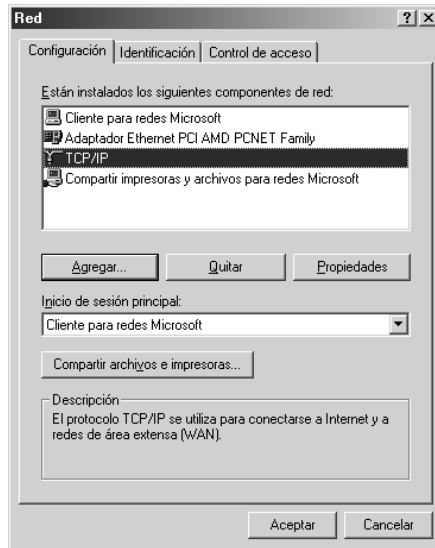 Red
Configuración Identificación Control de acceso
Están instalados los siguientes componentes de red:
Cliente para redes Microsoft
Adaptador Ethernet PCI AMD PCNET Family
TCP/IP
Compartir impresoras y archivos para redes Microsoft
Agregar... Quitar Propiedades
Inicio de sesión principal:
Cliente para redes Microsoft
Compartir archivos e impresoras...
Descripción
El protocolo TCP/IP se utiliza para conectarse a Internet y a
redes de área extensa (WAN).
Aceptar Cancelar